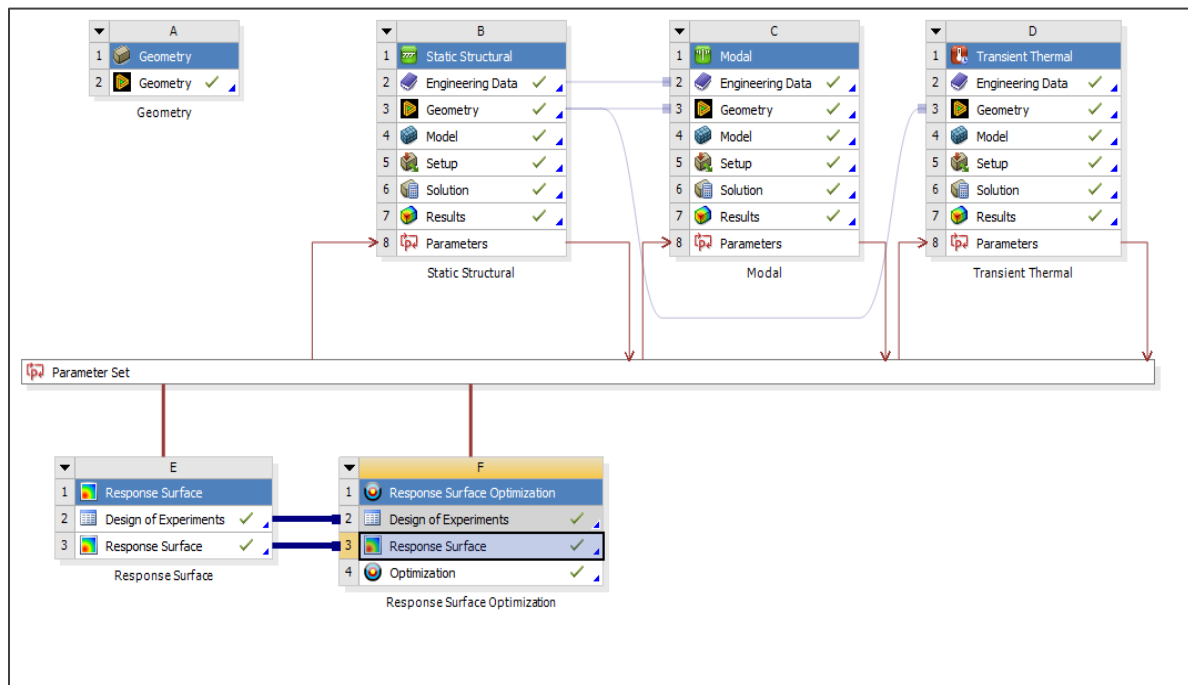 A
1 Geometry
2 Geometry
Geometry
B
1 Static Structural
2 Engineering Data
3 Geometry
4 Model
5 Setup
6 Solution
7 Results
8 Parameters
Static Structural
C
1 Modal
2 Engineering Data
3 Geometry
4 Model
5 Setup
6 Solution
7 Results
8 Parameters
Modal
D
1 Transient Thermal
2 Engineering Data
3 Geometry
4 Model
5 Setup
6 Solution
7 Results
8 Parameters
Transient Thermal
Parameter Set
E
1 Response Surface
2 Design of Experiments
3 Response Surface
Response Surface
F
1 Response Surface Optimization
2 Design of Experiments
3 Response Surface
4 Optimization
Response Surface Optimization